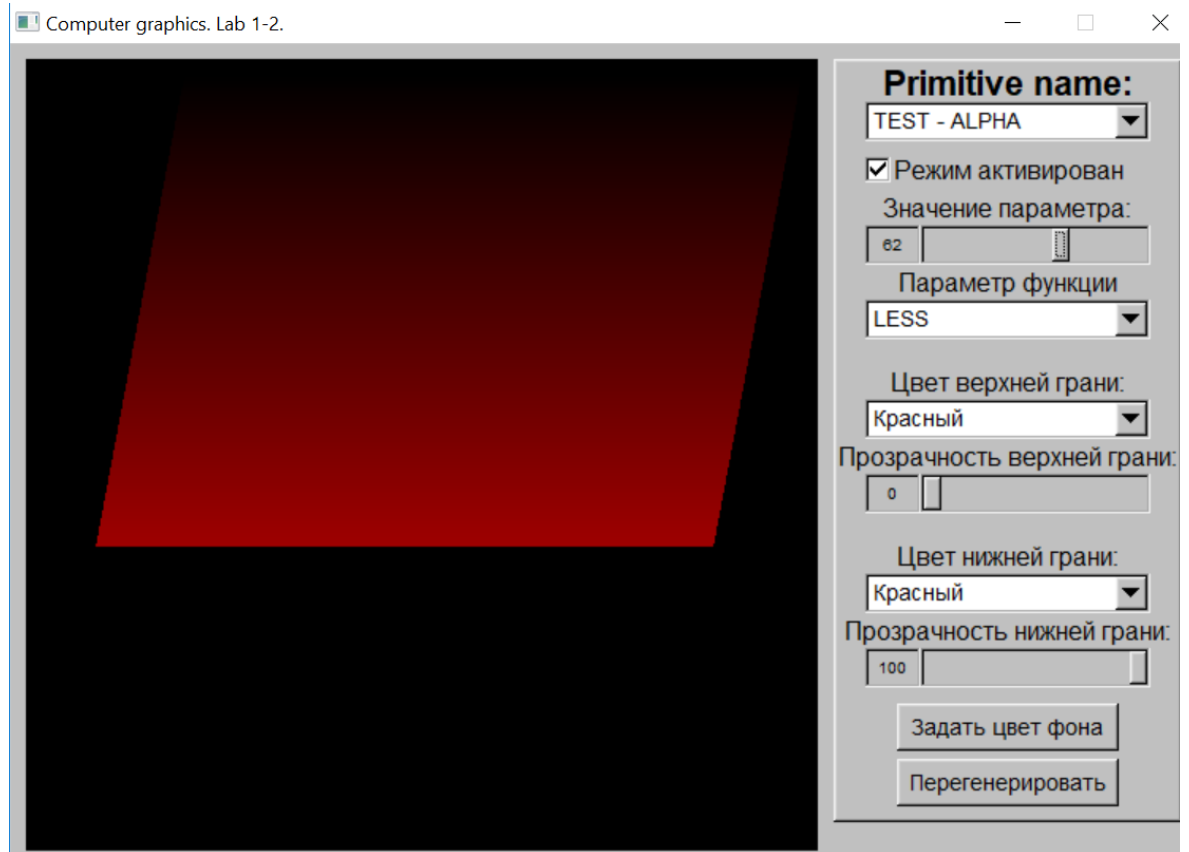 Computer graphics. Lab 1-2.
Primitive name:
TEST - ALPHA
Режим активирован
Значение параметра:
62
Параметр функции
LESS
Цвет верхней грани:
Красный
Прозрачность верхней грани:
0
Цвет нижней грани:
Красный
Прозрачность нижней грани:
100
Задать цвет фона
Перегенерировать